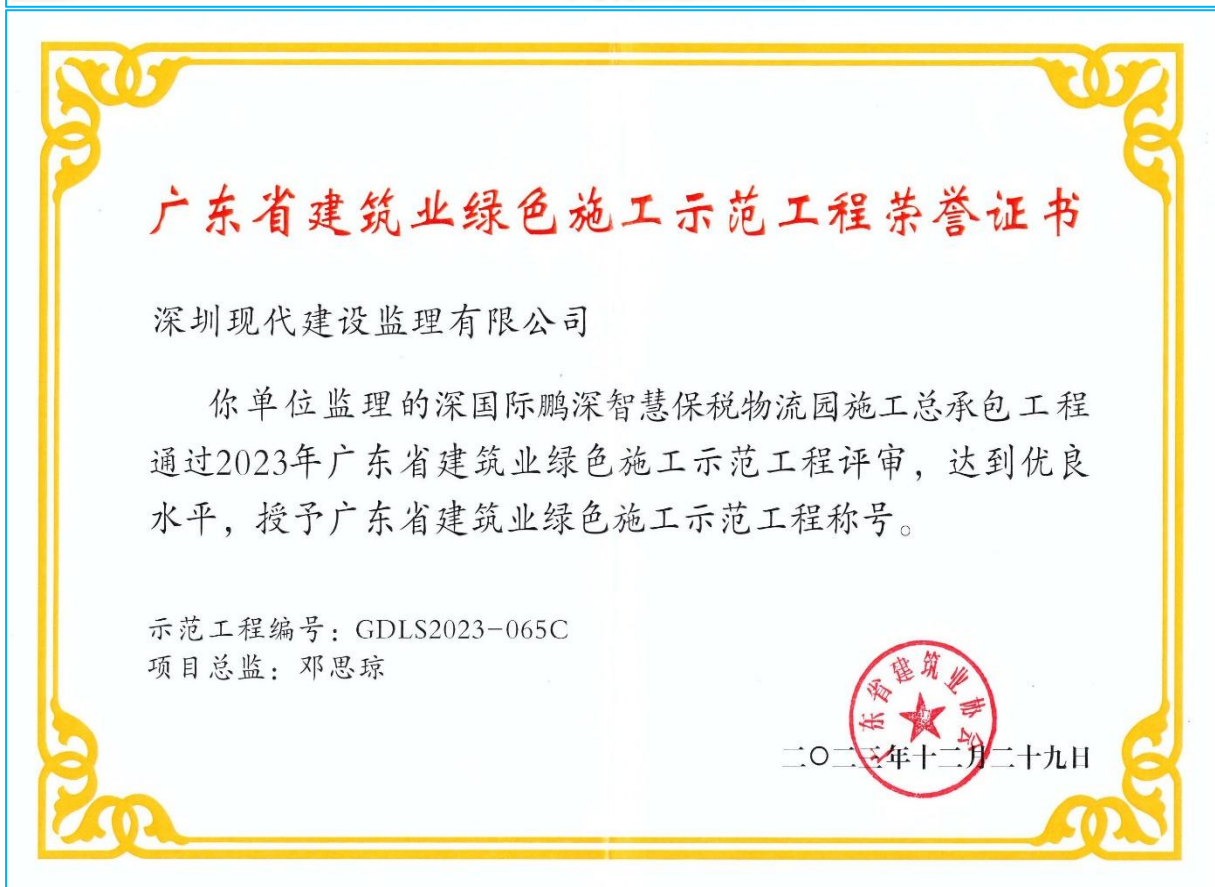 广东省建筑业绿色施工示范工程荣誉证书
深圳现代建设监理有限公司
你单位监理的深国际鹏深智慧保税物流园施工总承包工程
通过2023年广东省建筑业绿色施工示范工程评审，达到优良
水平，授予广东省建筑业绿色施工示范工程称号。
示范工程编号：GDLS2023-065C
项目总监：邓思琼
广东省建筑业协会
二〇二三年十二月二十九日